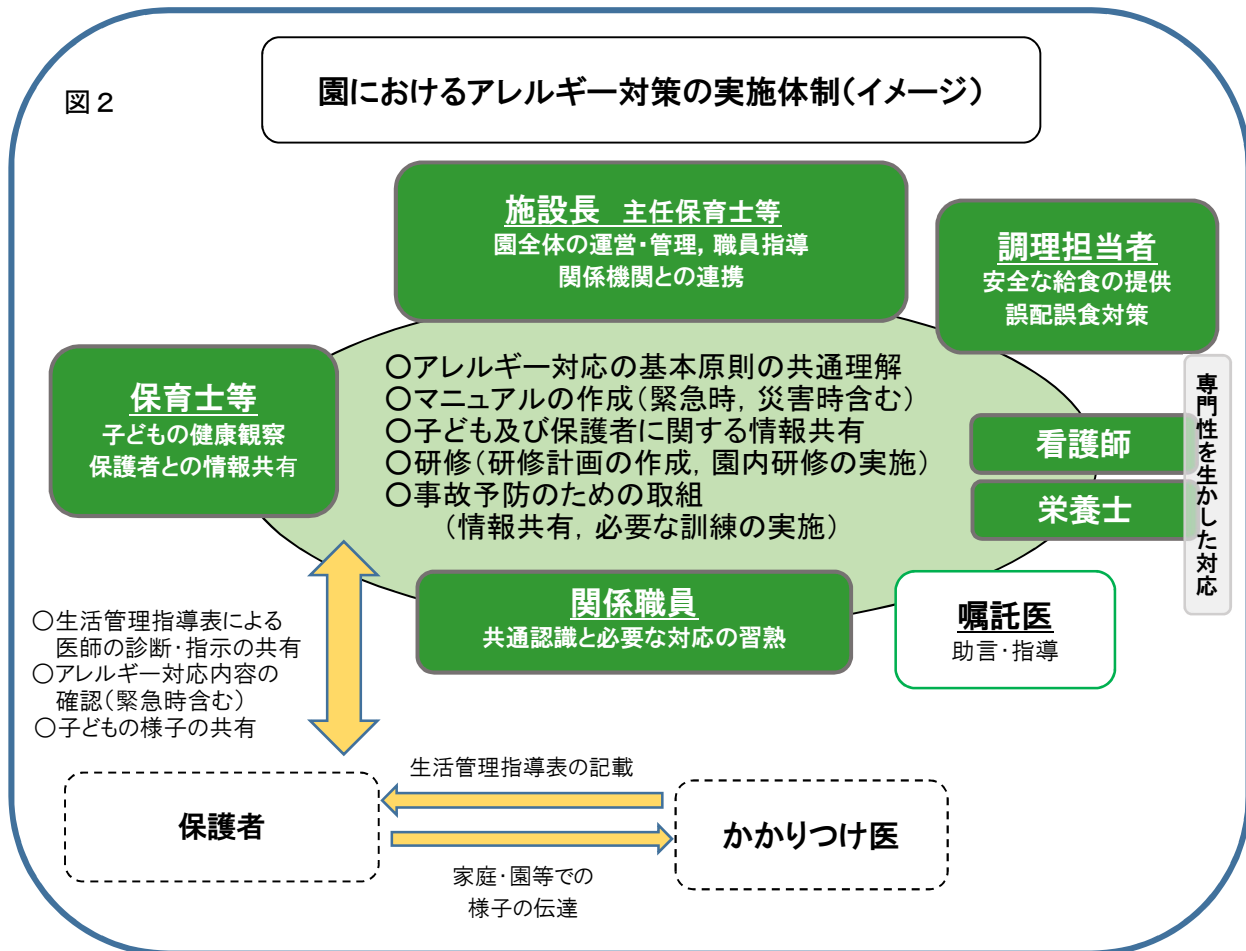 図２
園におけるアレルギー対策の実施体制（イメージ）
施設長　主任保育士等
園全体の運営・管理，職員指導
関係機関との連携
調理担当者
安全な給食の提供
誤配誤食対策
保育士等
子どもの健康観察
保護者との情報共有
〇アレルギー対応の基本原則の共通理解
〇マニュアルの作成（緊急時，災害時含む）
〇子ども及び保護者に関する情報共有
〇研修（研修計画の作成，園内研修の実施）
〇事故予防のための取組
（情報共有，必要な訓練の実施）
看護師
栄養士
専門性を生かした対応
関係職員
共通認識と必要な対応の習熟
嘱託医
助言・指導
〇生活管理指導表による
医師の診断・指示の共有
〇アレルギー対応内容の
確認（緊急時含む）
〇子どもの様子の共有
生活管理指導表の記載
保護者
かかりつけ医
家庭・園等での
様子の伝達